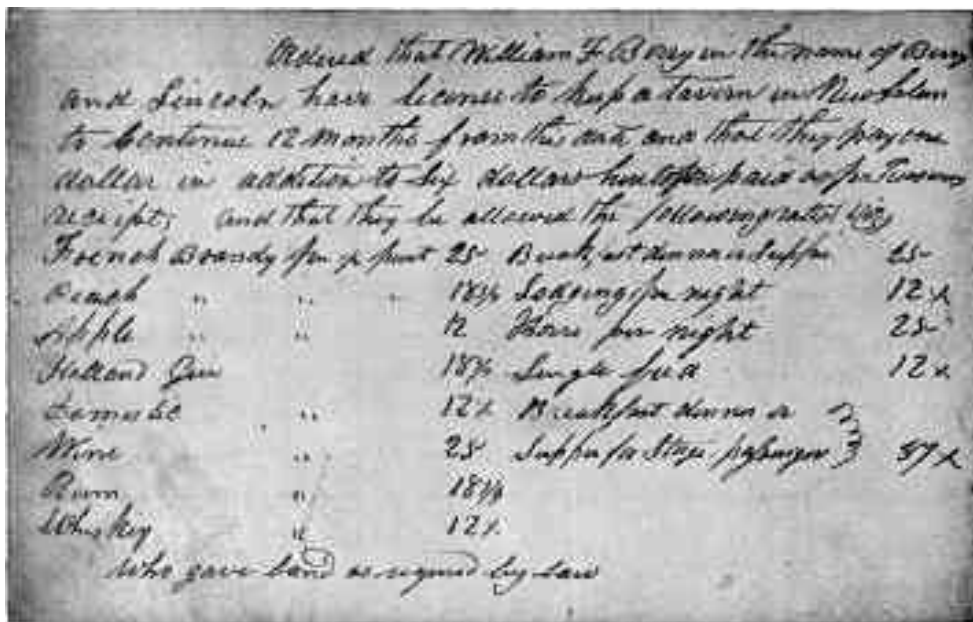 Ordered that William F Berry in the name of Berry
and Lincoln have license to keep a tavern in New Salem
to continue 12 months from this date and that they pay one
dollar in addition to six dollars heretofore paid as per Treasurers
receipt, and that they be allowed the following rates (viz)
French Brandy per pint 25 Breakfast dinner or Supper 25
Peach " " " 18¾ Lodging per night 12½
Apple " " 12 Horse per night 25
Holland Gin 18¾ Single feed 12½
Domestic " 12½ Breakfast dinner or
Wine " 25 Supper for Stage passengers 37½
Rum " 18¾
Whiskey " 12½
who gave bond as required by law